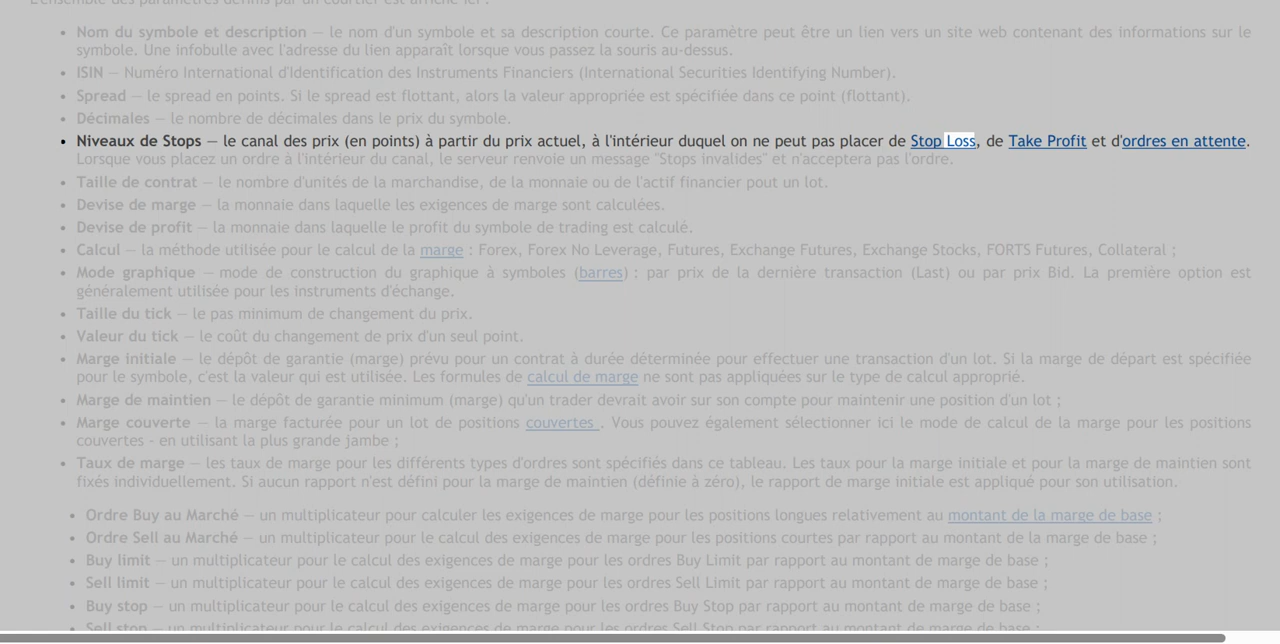 L'ensemble des paramètres définis par un courtier est affiché ici :
• Nom du symbole et description — le nom d'un symbole et sa description courte. Ce paramètre peut être un lien vers un site web contenant des informations sur le
symbole. Une infobulle avec l'adresse du lien apparaît lorsque vous passez la souris au-dessus.
• ISIN — Numéro International d'Identification des Instruments Financiers (International Securities Identifying Number).
• Spread — le spread en points. Si le spread est flottant, alors la valeur appropriée est spécifiée dans ce point (flottant).
• Décimales — le nombre de décimales dans le prix du symbole.
• Niveaux de Stops — le canal des prix (en points) à partir du prix actuel, à l'intérieur duquel on ne peut pas placer de Stop Loss, de Take Profit et d'ordres en attente.
Lorsque vous placez un ordre à l'intérieur du canal, le serveur renvoie un message "Stops invalides" et n'acceptera pas l'ordre.
• Taille de contrat — le nombre d'unités de la marchandise, de la monnaie ou de l'actif financier pout un lot.
• Devise de marge — la monnaie dans laquelle les exigences de marge sont calculées.
• Devise de profit — la monnaie dans laquelle le profit du symbole de trading est calculé.
• Calcul — la méthode utilisée pour le calcul de la marge : Forex, Forex No Leverage, Futures, Exchange Futures, Exchange Stocks, FORTS Futures, Collateral ;
• Mode graphique — mode de construction du graphique à symboles (barres) : par prix de la dernière transaction (Last) ou par prix Bid. La première option est
généralement utilisée pour les instruments d'échange.
• Taille du tick — le pas minimum de changement du prix.
• Valeur du tick — le coût du changement de prix d'un seul point.
• Marge initiale — le dépôt de garantie (marge) prévu pour un contrat à durée déterminée pour effectuer une transaction d'un lot. Si la marge de départ est spécifiée
pour le symbole, c'est la valeur qui est utilisée. Les formules de calcul de marge ne sont pas appliquées sur le type de calcul approprié.
• Marge de maintien — le dépôt de garantie minimum (marge) qu'un trader devrait avoir sur son compte pour maintenir une position d'un lot ;
• Marge couverte — la marge facturée pour un lot de positions couvertes . Vous pouvez également sélectionner ici le mode de calcul de la marge pour les positions
couvertes - en utilisant la plus grande jambe ;
• Taux de marge — les taux de marge pour les différents types d'ordres sont spécifiés dans ce tableau. Les taux pour la marge initiale et pour la marge de maintien sont
fixés individuellement. Si aucun rapport n'est défini pour la marge de maintien (définie à zéro), le rapport de marge initiale est appliqué pour son utilisation.
• Ordre Buy au Marché — un multiplicateur pour calculer les exigences de marge pour les positions longues relativement au montant de la marge de base ;
• Ordre Sell au Marché — un multiplicateur pour le calcul des exigences de marge pour les positions courtes par rapport au montant de la marge de base ;
• Buy limit — un multiplicateur pour le calcul des exigences de marge pour les ordres Buy Limit par rapport au montant de marge de base ;
• Sell limit — un multiplicateur pour le calcul des exigences de marge pour les ordres Sell Limit par rapport au montant de marge de base ;
• Buy stop — un multiplicateur pour le calcul des exigences de marge pour les ordres Buy Stop par rapport au montant de marge de base ;
• Sell stop — un multiplicateur pour le calcul des exigences de marge pour les ordres Sell Stop par rapport au montant de marge de base ;